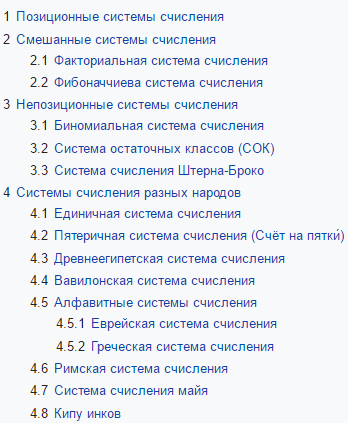 1 Позиционные системы счисления
2 Смешанные системы счисления
2.1 Факториальная система счисления
2.2 Фибоначчиева система счисления
3 Непозиционные системы счисления
3.1 Биномиальная система счисления
3.2 Система остаточных классов (СОК)
3.3 Система счисления Штерна-Броко
4 Системы счисления разных народов
4.1 Единичная система счисления
4.2 Пятеричная система счисления (Счёт на пятки́)
4.3 Древнеегипетская система счисления
4.4 Вавилонская система счисления
4.5 Алфавитные системы счисления
4.5.1 Еврейская система счисления
4.5.2 Греческая система счисления
4.6 Римская система счисления
4.7 Система счисления майя
4.8 Кипу инков